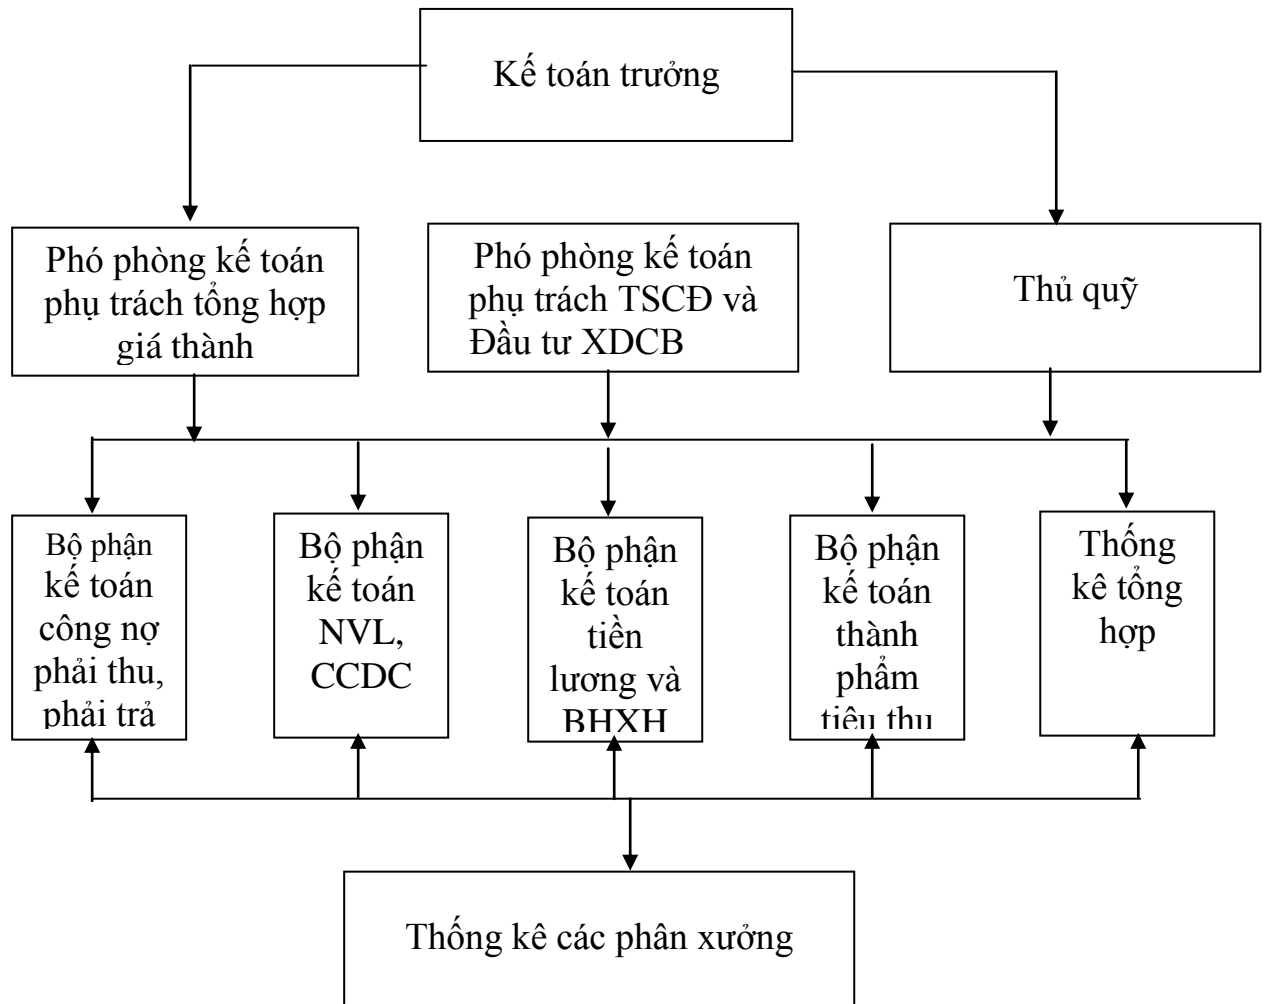 Kế toán trưởng
Phó phòng kế toán
phụ trách tổng hợp
giá thành
Phó phòng kế toán
phụ trách TSCĐ và
Đầu tư XDCB
Thủ quỹ
Bộ phận
kế toán
công nợ
phải thu,
phải trả
Bộ phận
kế toán
NVL,
CCDC
Bộ phận
kế toán
tiền
lương và
BHXH
Bộ phận
kế toán
thành
phẩm
tiêu thụ
Thống
kê tổng
hợp
Thống kê các phân xưởng